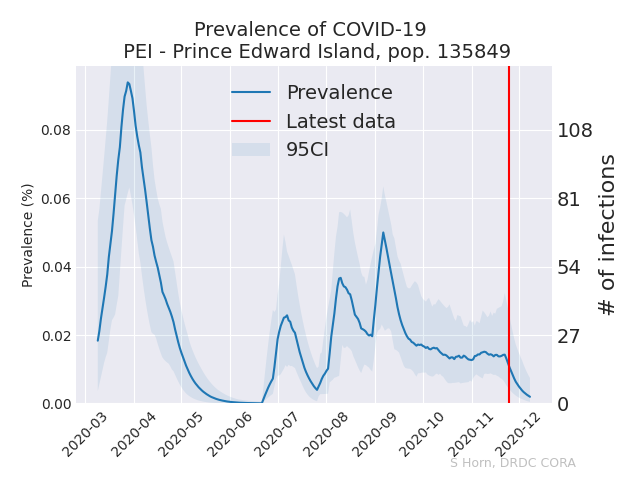 Prevalence of COVID-19
PEI - Prince Edward Island, pop. 135849
Prevalence
Latest data
95CI
Prevalence (%)
0.08
0.06
0.04
0.02
0.00
108
81
54
27
0
# of infections
2020-03
2020-04
2020-05
2020-06
2020-07
2020-08
2020-09
2020-10
2020-11
2020-12
S Horn, DRDC CORA